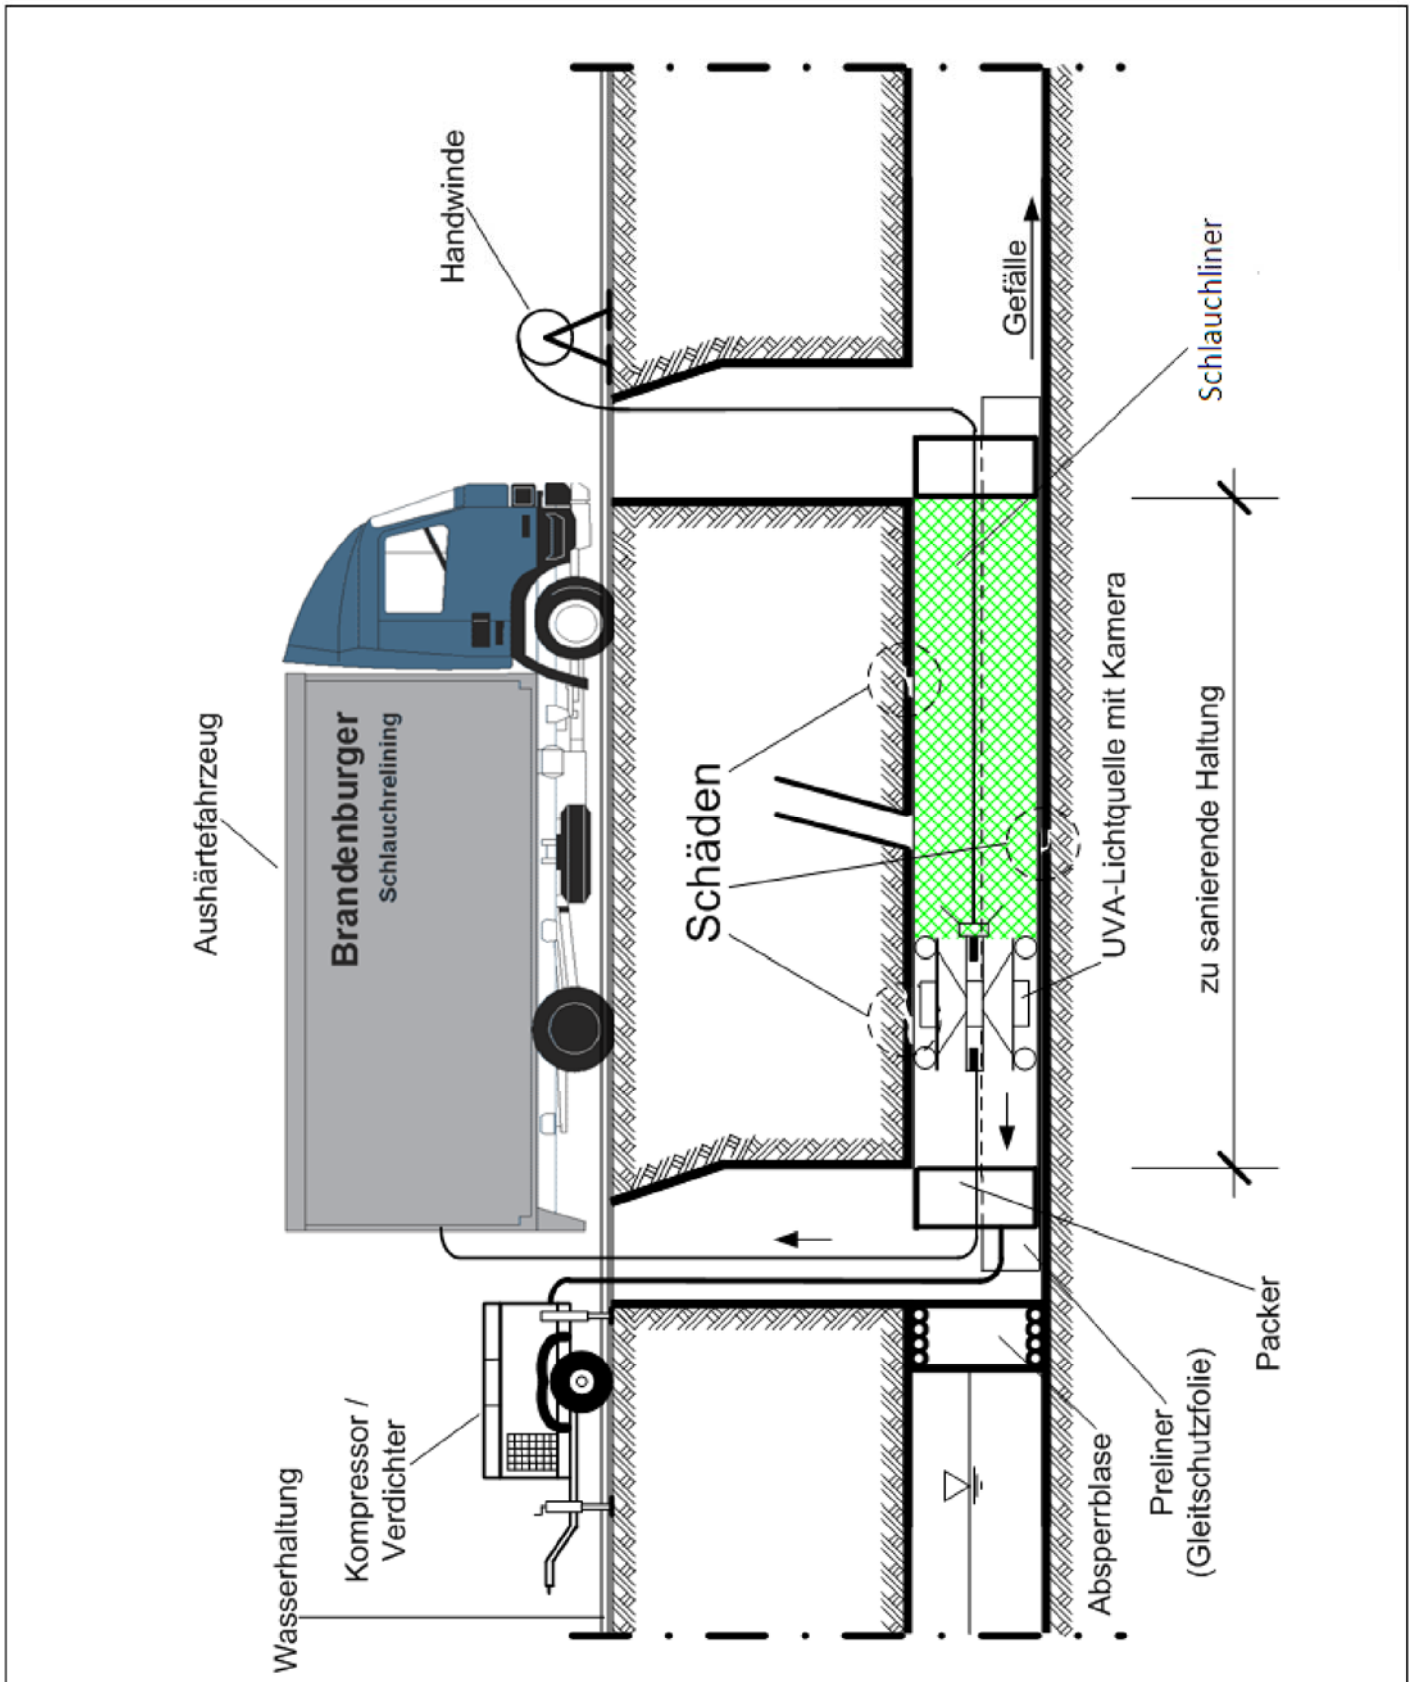 Aushärtefahrzeug
Handwinde
Brandenburger
Schlauchrelining
Wasserhaltung
Kompressor /
Verdichter
Schäden
Gefälle
Schlauchliner
UVA-Lichtquelle mit Kamera
zu sanierende Haltung
Absperrblase
Preliner
(Gleitschutzfolie)
Packer